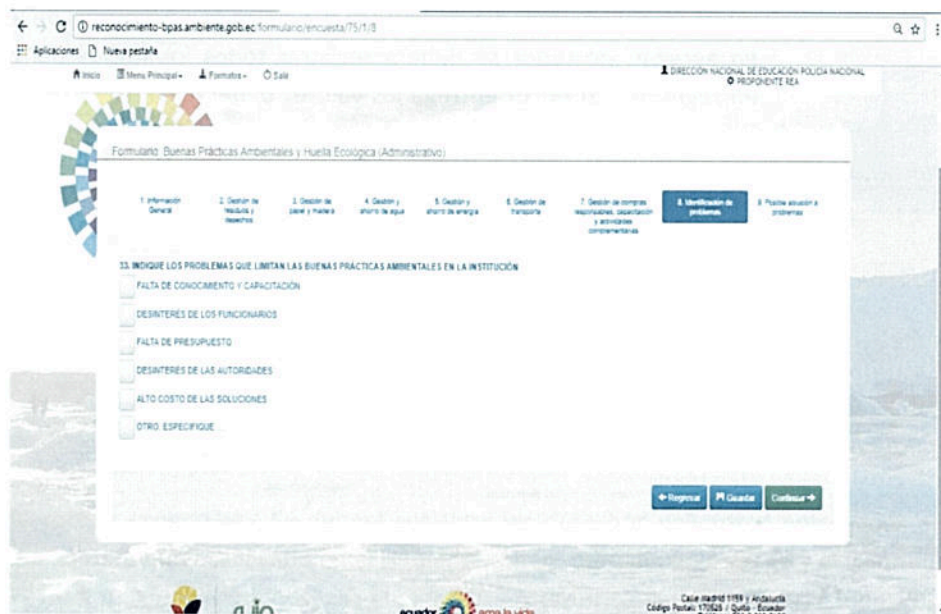 reconocimiento-bpas.ambiente.gob.ec/formulario/encuesta/75/1/8
Aplicaciones Nueva pestaña
Inicio Menu Principal Formatos Salir
DIRECCIÓN NACIONAL DE EDUCACIÓN POLICÍA NACIONAL
PROPONENTE REA
Formulario: Buenas Prácticas Ambientales y Huella Ecológica (Administrativo)
1. Información General
2. Gestión de residuos y desechos
3. Gestión de papel y madera
4. Gestión y ahorro de agua
5. Gestión y ahorro de energía
6. Gestión de transporte
7. Gestión de compras responsables, capacitación y actividades complementarias
8. Identificación de problemas
9. Posible solución a problemas
33. INDIQUE LOS PROBLEMAS QUE LIMITAN LAS BUENAS PRÁCTICAS AMBIENTALES EN LA INSTITUCIÓN
FALTA DE CONOCIMIENTO Y CAPACITACIÓN
DESINTERÉS DE LOS FUNCIONARIOS
FALTA DE PRESUPUESTO
DESINTERÉS DE LAS AUTORIDADES
ALTO COSTO DE LAS SOLUCIONES
OTRO. ESPECIFIQUE ...
Regresar Guardar Continuar
ecuador ama la vida
Calle Madrid 1159 y Andalucía
Código Postal: 170525 / Quito - Ecuador